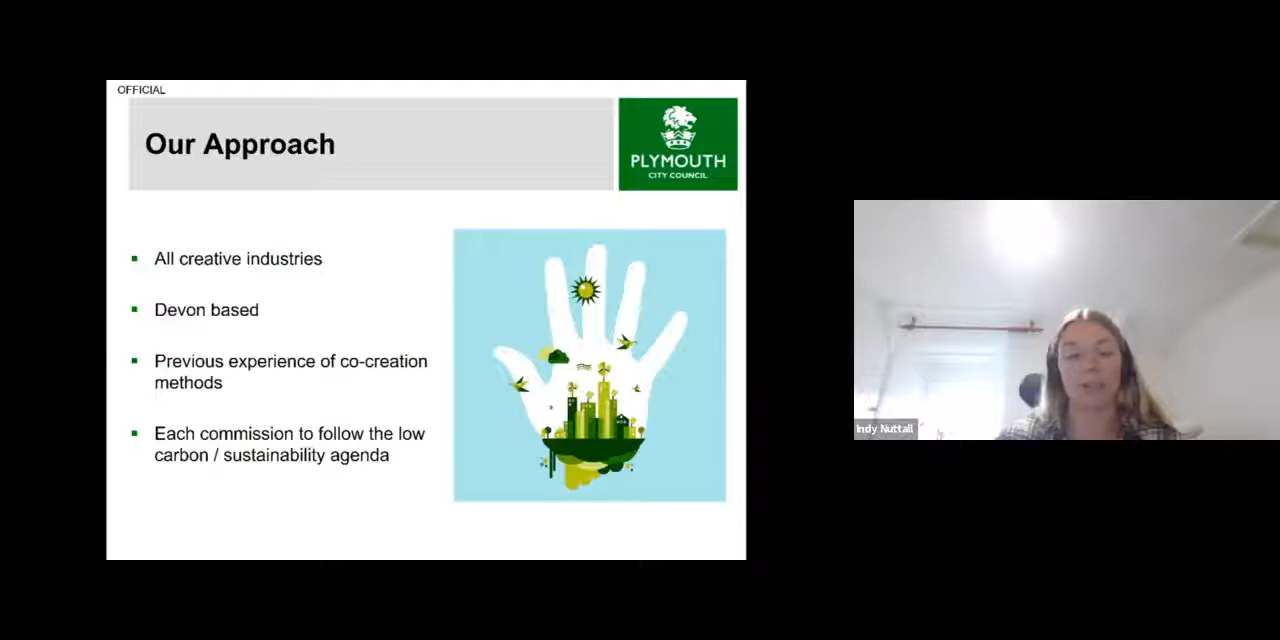 OFFICIAL
Our Approach
PLYMOUTH
CITY COUNCIL
▪ All creative industries
▪ Devon based
▪ Previous experience of co-creation
methods
▪ Each commission to follow the low
carbon / sustainability agenda
Indy Nuttall